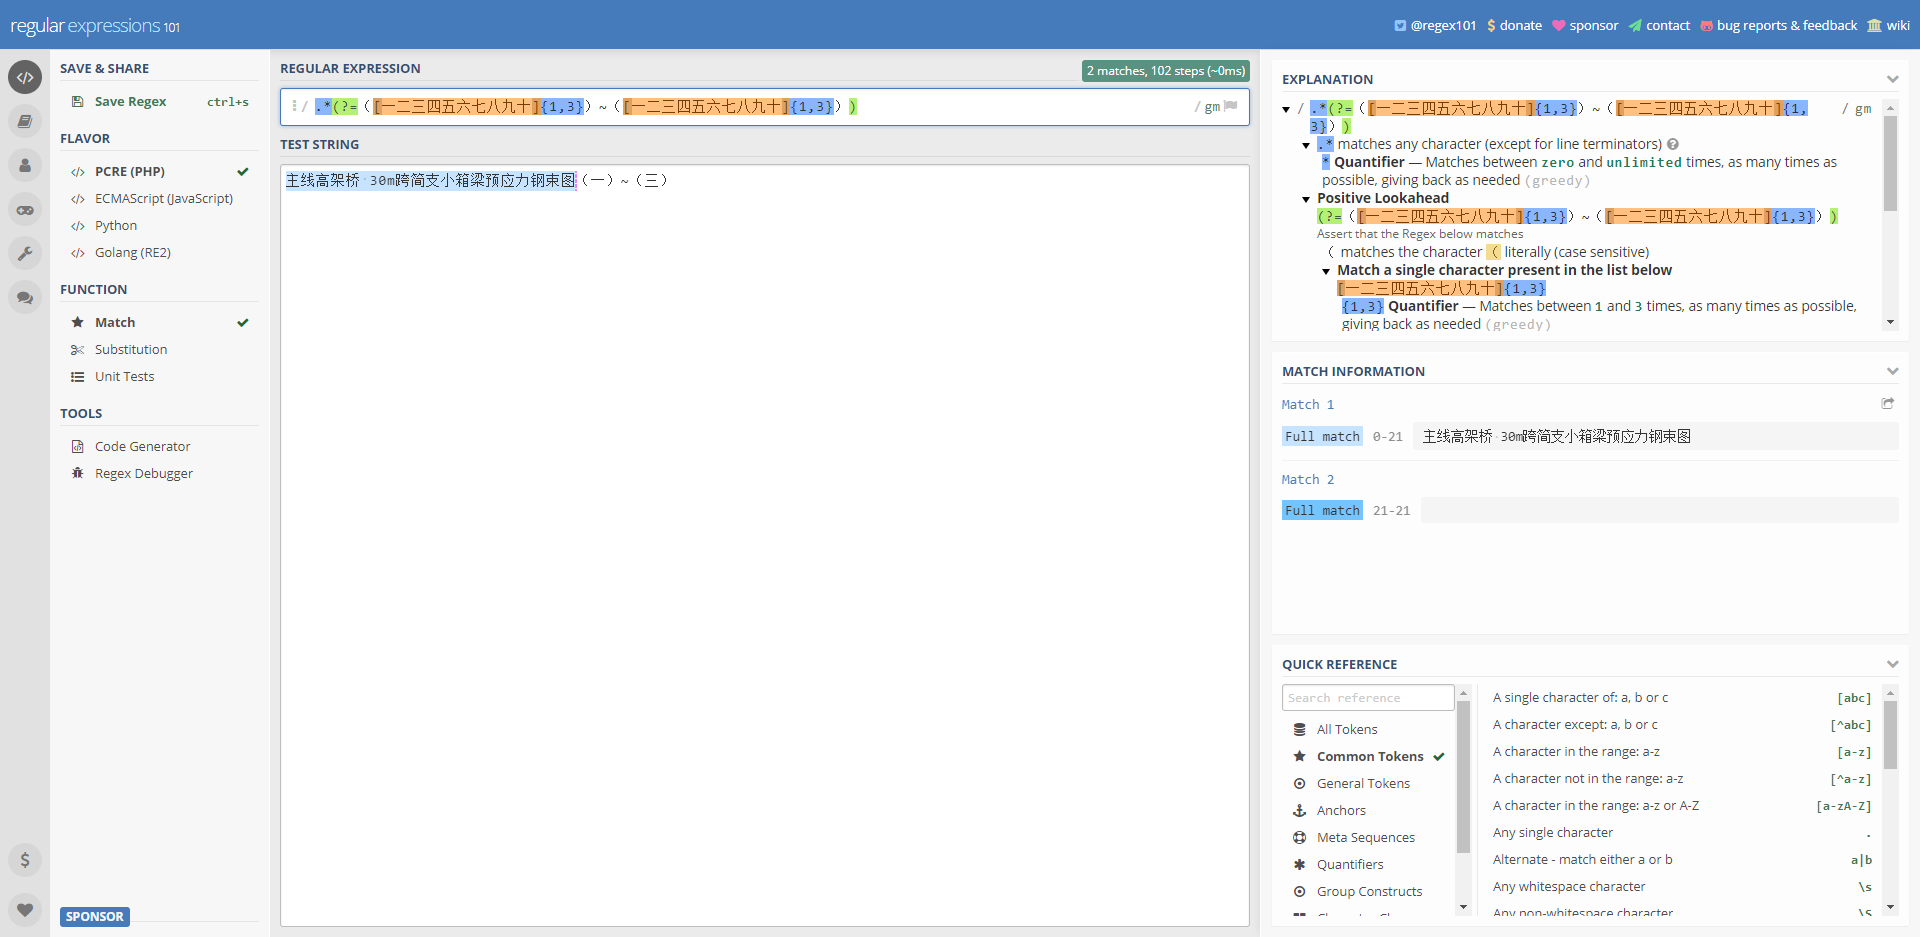 regular expressions 101
@regex101 donate sponsor contact bug reports & feedback wiki
SAVE & SHARE
Save Regex ctrl+s
FLAVOR
PCRE (PHP)
ECMAScript (JavaScript)
Python
Golang (RE2)
FUNCTION
Match
Substitution
Unit Tests
TOOLS
Code Generator
Regex Debugger
SPONSOR
REGULAR EXPRESSION
2 matches, 102 steps (~0ms)
/ .*(?=（[一二三四五六七八九十]{1,3}）~（[一二三四五六七八九十]{1,3}）) / gm
TEST STRING
主线高架桥 30m跨简支小箱梁预应力钢束图（一）~（三）
EXPLANATION
/ .*(?=（[一二三四五六七八九十]{1,3}）~（[一二三四五六七八九十]{1, / gm
3}）)
.* matches any character (except for line terminators)
* Quantifier — Matches between zero and unlimited times, as many times as
possible, giving back as needed (greedy)
Positive Lookahead
(?=（[一二三四五六七八九十]{1,3}）~（[一二三四五六七八九十]{1,3}）)
Assert that the Regex below matches
（ matches the character （ literally (case sensitive)
Match a single character present in the list below
[一二三四五六七八九十]{1,3}
{1,3} Quantifier — Matches between 1 and 3 times, as many times as possible,
giving back as needed (greedy)
MATCH INFORMATION
Match 1
Full match 0-21 主线高架桥 30m跨简支小箱梁预应力钢束图
Match 2
Full match 21-21
QUICK REFERENCE
Search reference
All Tokens
Common Tokens
General Tokens
Anchors
Meta Sequences
Quantifiers
Group Constructs
A single character of: a, b or c [abc]
A character except: a, b or c [^abc]
A character in the range: a-z [a-z]
A character not in the range: a-z [^a-z]
A character in the range: a-z or A-Z [a-zA-Z]
Any single character .
Alternate - match either a or b a|b
Any whitespace character \s
Any non-whitespace character \S